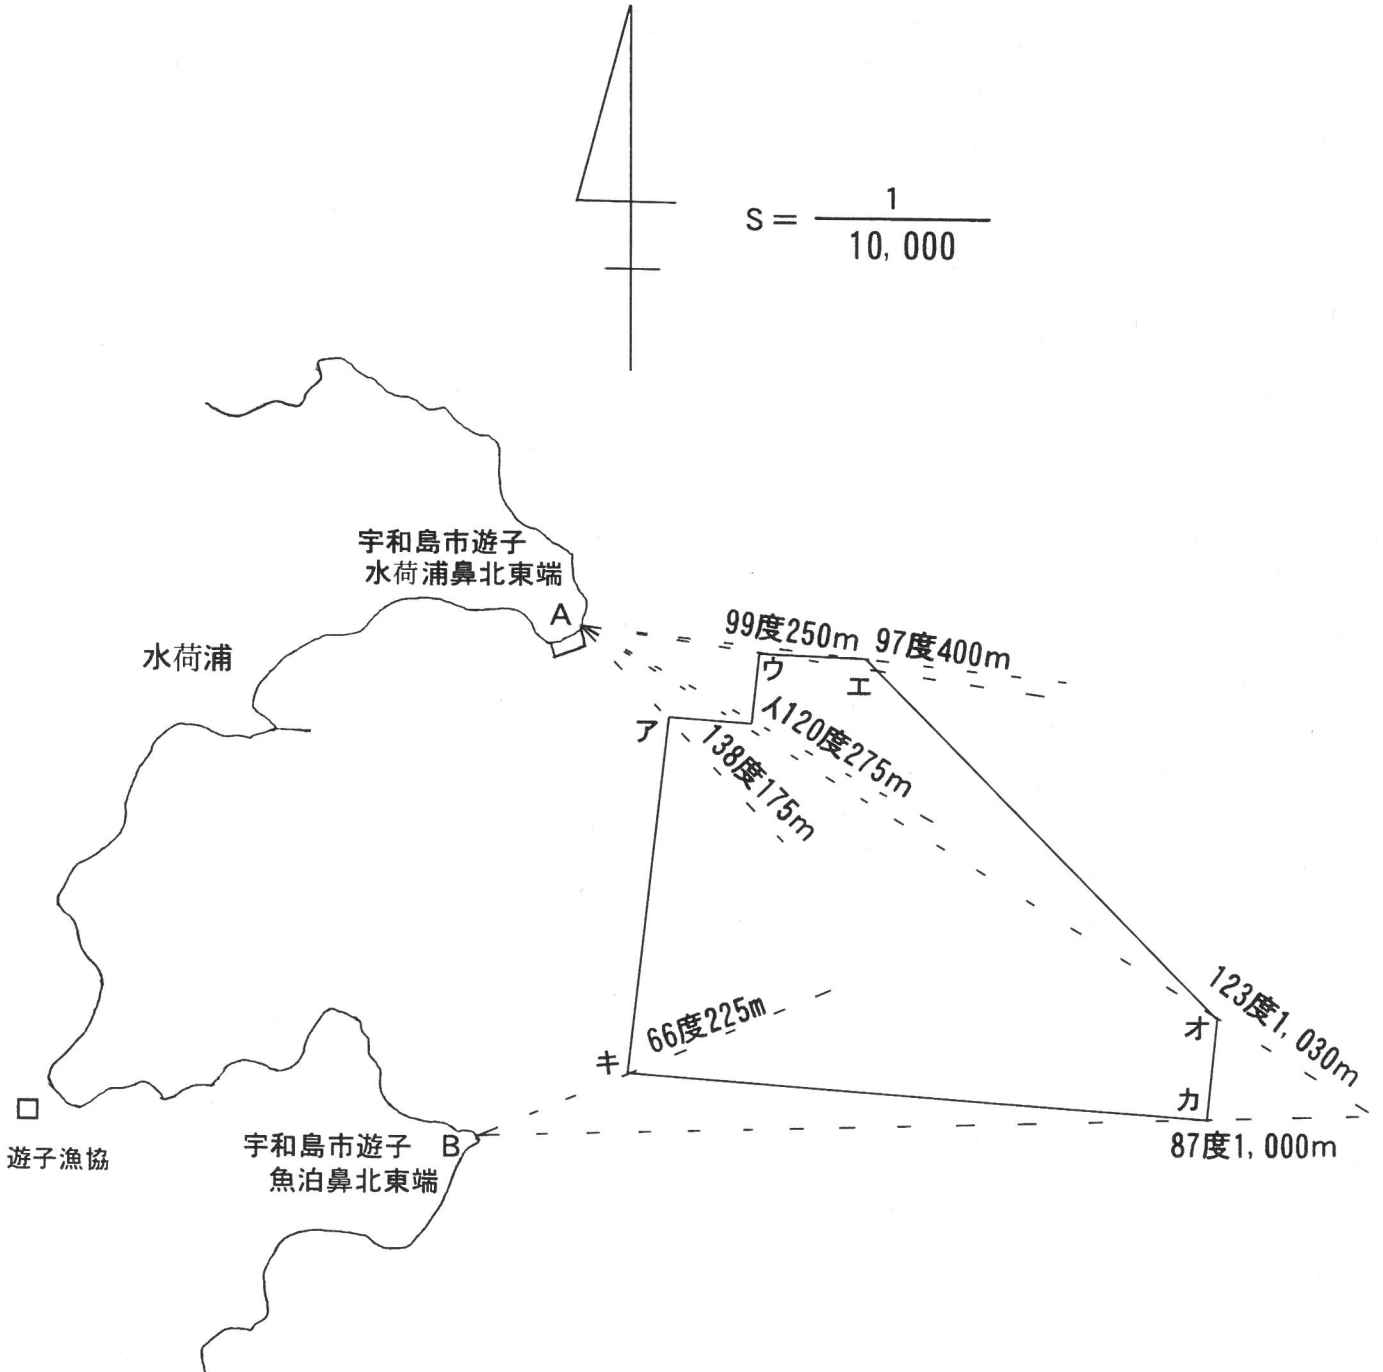 S＝ 1
10,000
宇和島市遊子
水荷浦鼻北東端
A
水荷浦
99度250m
97度400m
ウ
エ
ア
イ120度275m
138度175m
123度1,030m
オ
66度225m
キ
カ
87度1,000m
宇和島市遊子
B
魚泊鼻北東端
遊子漁協